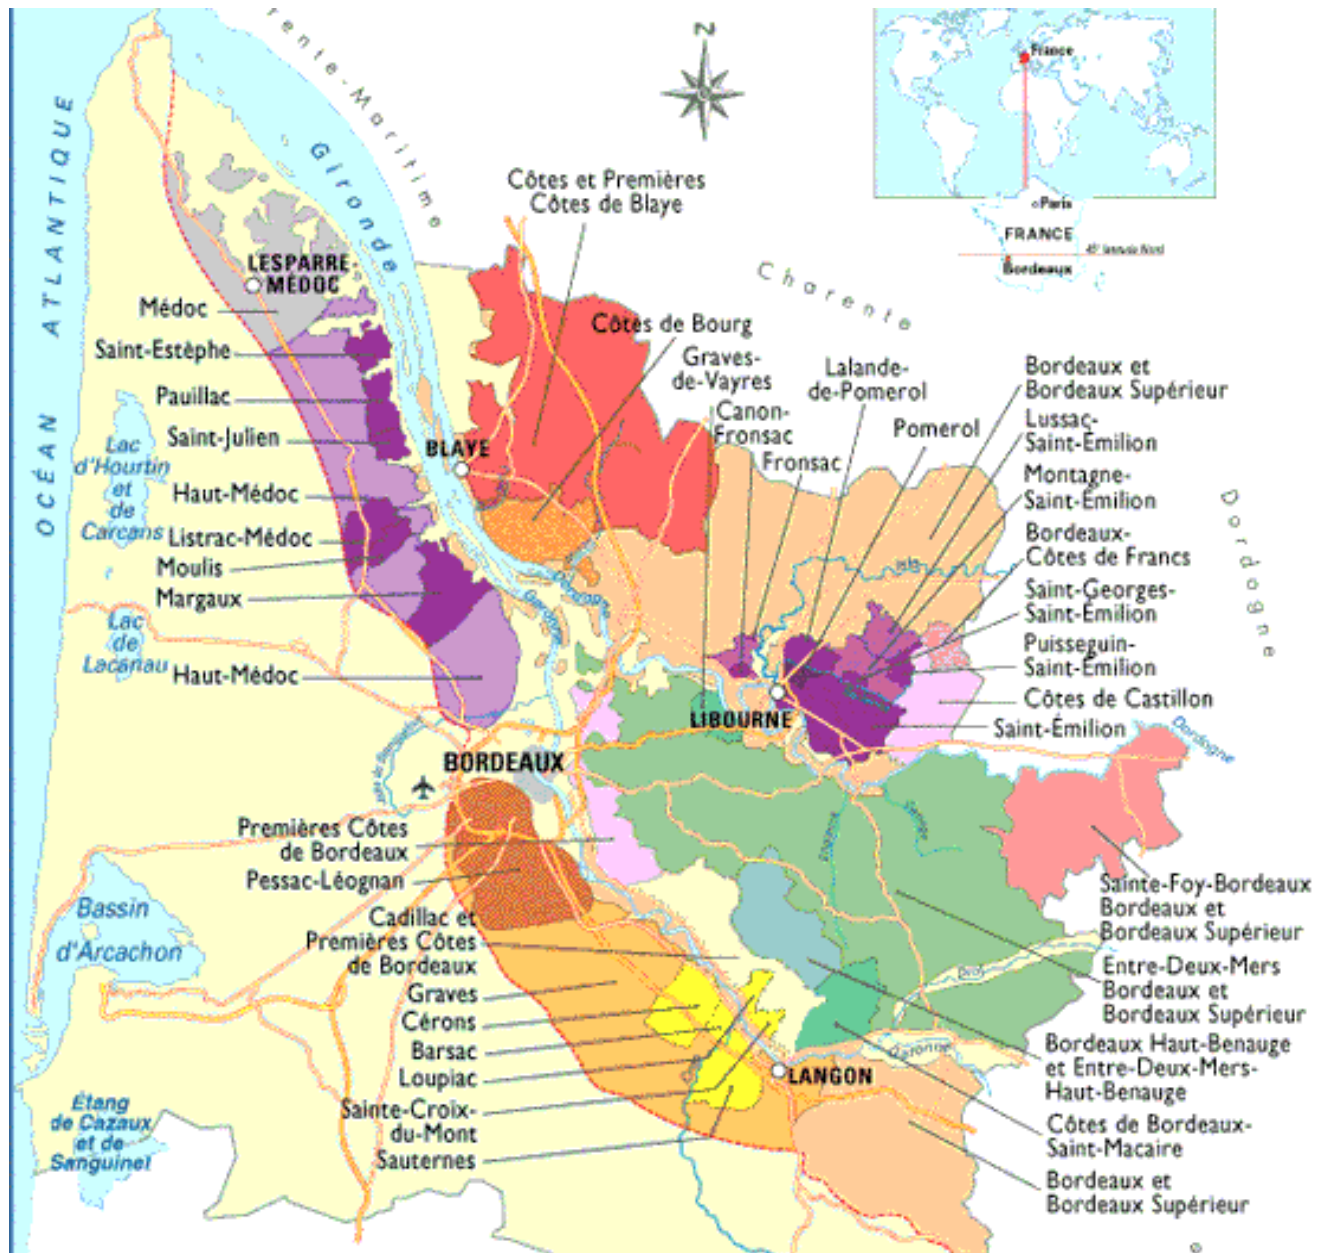 rente-Maritime
N
France
Paris
FRANCE
Bordeaux
OCÉAN ATLANTIQUE
Gironde
Charente
Dordogne
Côtes et Premières
Côtes de Blaye
LESPARRE-
MÉDOC
Médoc
Saint-Estèphe
Pauillac
Saint-Julien
Haut-Médoc
Listrac-Médoc
Moulis
Margaux
Haut-Médoc
Lac
d'Hourtin
et
de
Carcans
Lac
de
Lacanau
BLAYE
Côtes de Bourg
Graves-
de-Vayres
Canon-
Fronsac
Fronsac
Lalande-
de-Pomerol
Pomerol
Bordeaux et
Bordeaux Supérieur
Lussac-
Saint-Émilion
Montagne-
Saint-Émilion
Bordeaux-
Côtes de Francs
Saint-Georges-
Saint-Émilion
Puisseguin-
Saint-Émilion
Côtes de Castillon
Saint-Émilion
Isle
Dordogne
Garonne
LIBOURNE
Dordogne
BORDEAUX
Premières Côtes
de Bordeaux
Pessac-Léognan
Cadillac et
Premières Côtes
de Bordeaux
Graves
Cérons
Barsac
Loupiac
Sainte-Croix-
du-Mont
Sauternes
Bassin
d'Arcachon
Étang
de Cazaux
et de
Sanguinet
Dropt
Garonne
LANGON
Sainte-Foy-Bordeaux
Bordeaux et
Bordeaux Supérieur
Entre-Deux-Mers
Bordeaux et
Bordeaux Supérieur
Bordeaux Haut-Benauge
et Entre-Deux-Mers-
Haut-Benauge
Côtes de Bordeaux-
Saint-Macaire
Bordeaux et
Bordeaux Supérieur